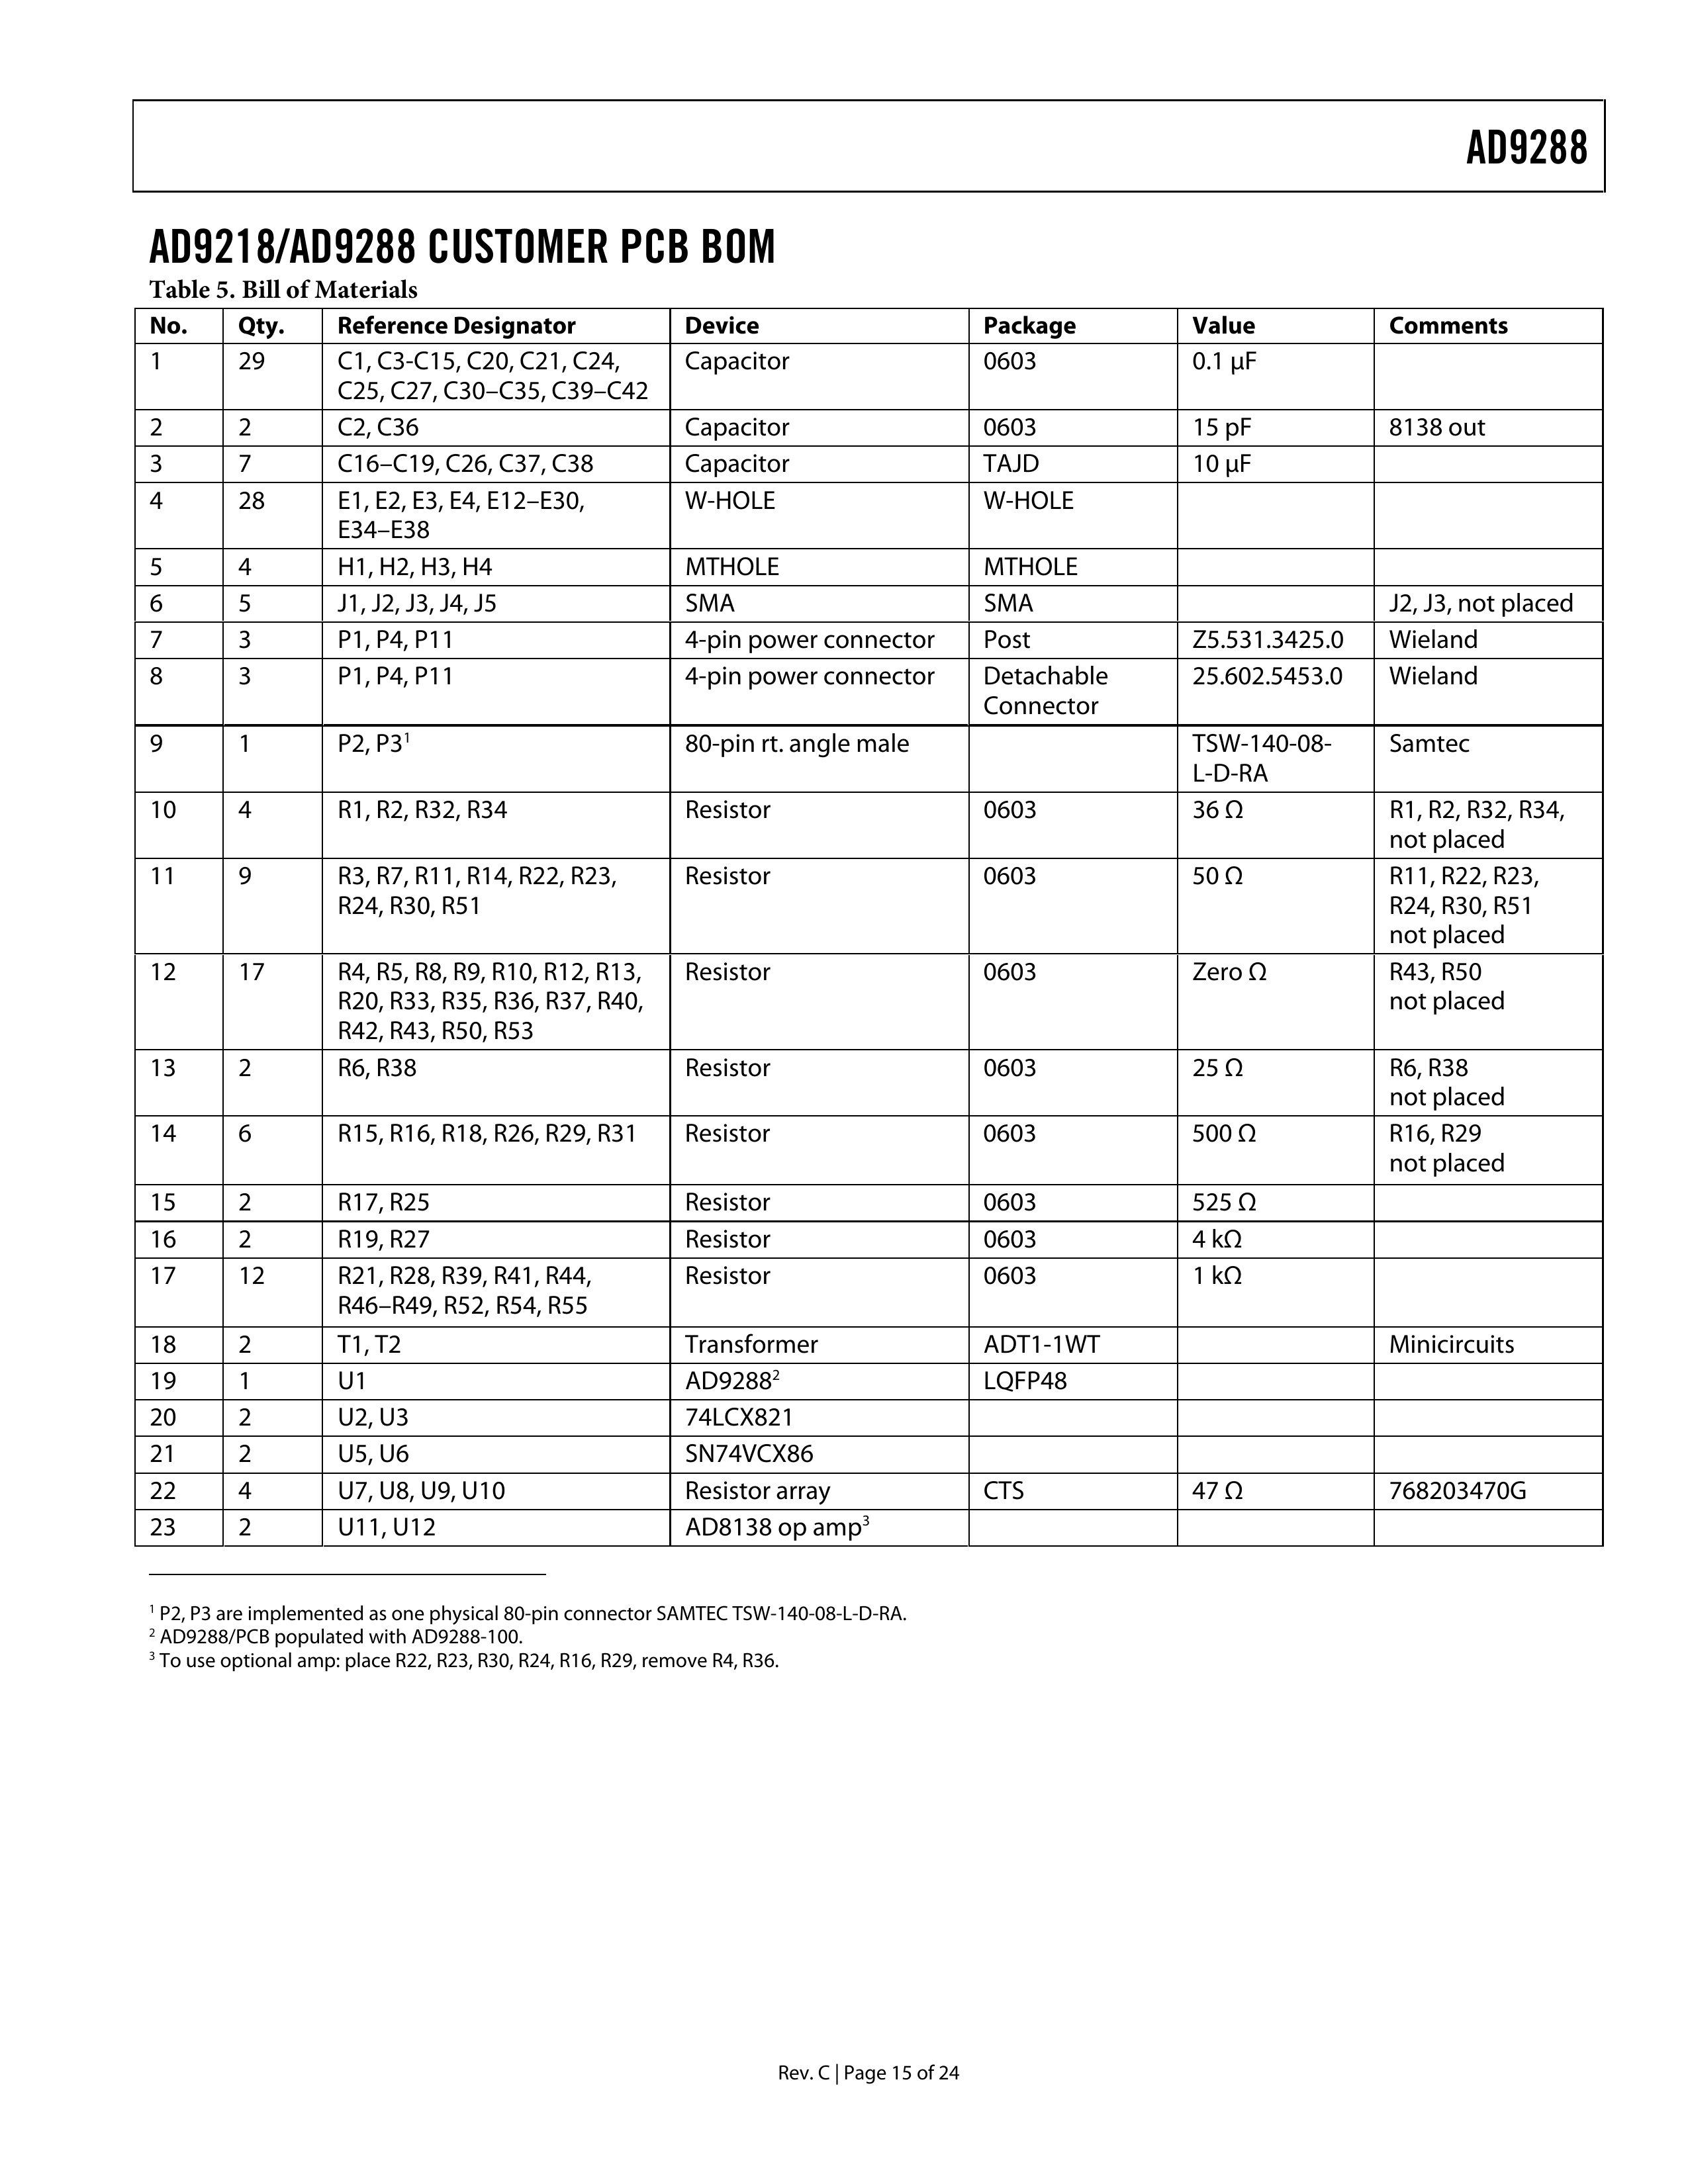 AD9288
AD9218/AD9288 CUSTOMER PCB BOM
Table 5. Bill of Materials
No. Qty. Reference Designator Device Package Value Comments
1 29 C1, C3-C15, C20, C21, C24, Capacitor 0603 0.1 μF
C25, C27, C30–C35, C39–C42
2 2 C2, C36 Capacitor 0603 15 pF 8138 out
3 7 C16–C19, C26, C37, C38 Capacitor TAJD 10 μF
4 28 E1, E2, E3, E4, E12–E30, W-HOLE W-HOLE
E34–E38
5 4 H1, H2, H3, H4 MTHOLE MTHOLE
6 5 J1, J2, J3, J4, J5 SMA SMA J2, J3, not placed
7 3 P1, P4, P11 4-pin power connector Post Z5.531.3425.0 Wieland
8 3 P1, P4, P11 4-pin power connector Detachable 25.602.5453.0 Wieland
Connector
9 1 P2, P3¹ 80-pin rt. angle male TSW-140-08- Samtec
L-D-RA
10 4 R1, R2, R32, R34 Resistor 0603 36 Ω R1, R2, R32, R34,
not placed
11 9 R3, R7, R11, R14, R22, R23, Resistor 0603 50 Ω R11, R22, R23,
R24, R30, R51 R24, R30, R51
not placed
12 17 R4, R5, R8, R9, R10, R12, R13, Resistor 0603 Zero Ω R43, R50
R20, R33, R35, R36, R37, R40, not placed
R42, R43, R50, R53
13 2 R6, R38 Resistor 0603 25 Ω R6, R38
not placed
14 6 R15, R16, R18, R26, R29, R31 Resistor 0603 500 Ω R16, R29
not placed
15 2 R17, R25 Resistor 0603 525 Ω
16 2 R19, R27 Resistor 0603 4 kΩ
17 12 R21, R28, R39, R41, R44, Resistor 0603 1 kΩ
R46–R49, R52, R54, R55
18 2 T1, T2 Transformer ADT1-1WT Minicircuits
19 1 U1 AD9288² LQFP48
20 2 U2, U3 74LCX821
21 2 U5, U6 SN74VCX86
22 4 U7, U8, U9, U10 Resistor array CTS 47 Ω 768203470G
23 2 U11, U12 AD8138 op amp³
¹ P2, P3 are implemented as one physical 80-pin connector SAMTEC TSW-140-08-L-D-RA.
² AD9288/PCB populated with AD9288-100.
³ To use optional amp: place R22, R23, R30, R24, R16, R29, remove R4, R36.
Rev. C | Page 15 of 24